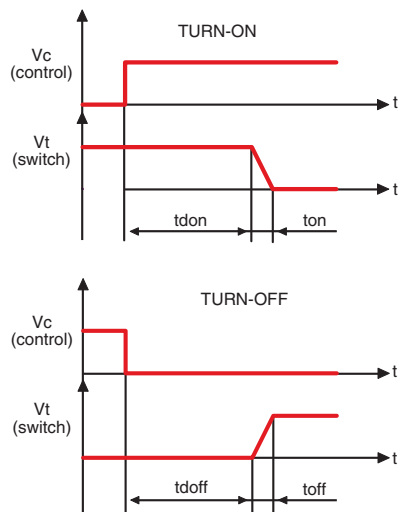 TURN-ON
Vc
(control)
t
Vt
(switch)
t
tdon
ton
TURN-OFF
Vc
(control)
t
Vt
(switch)
t
tdoff
toff